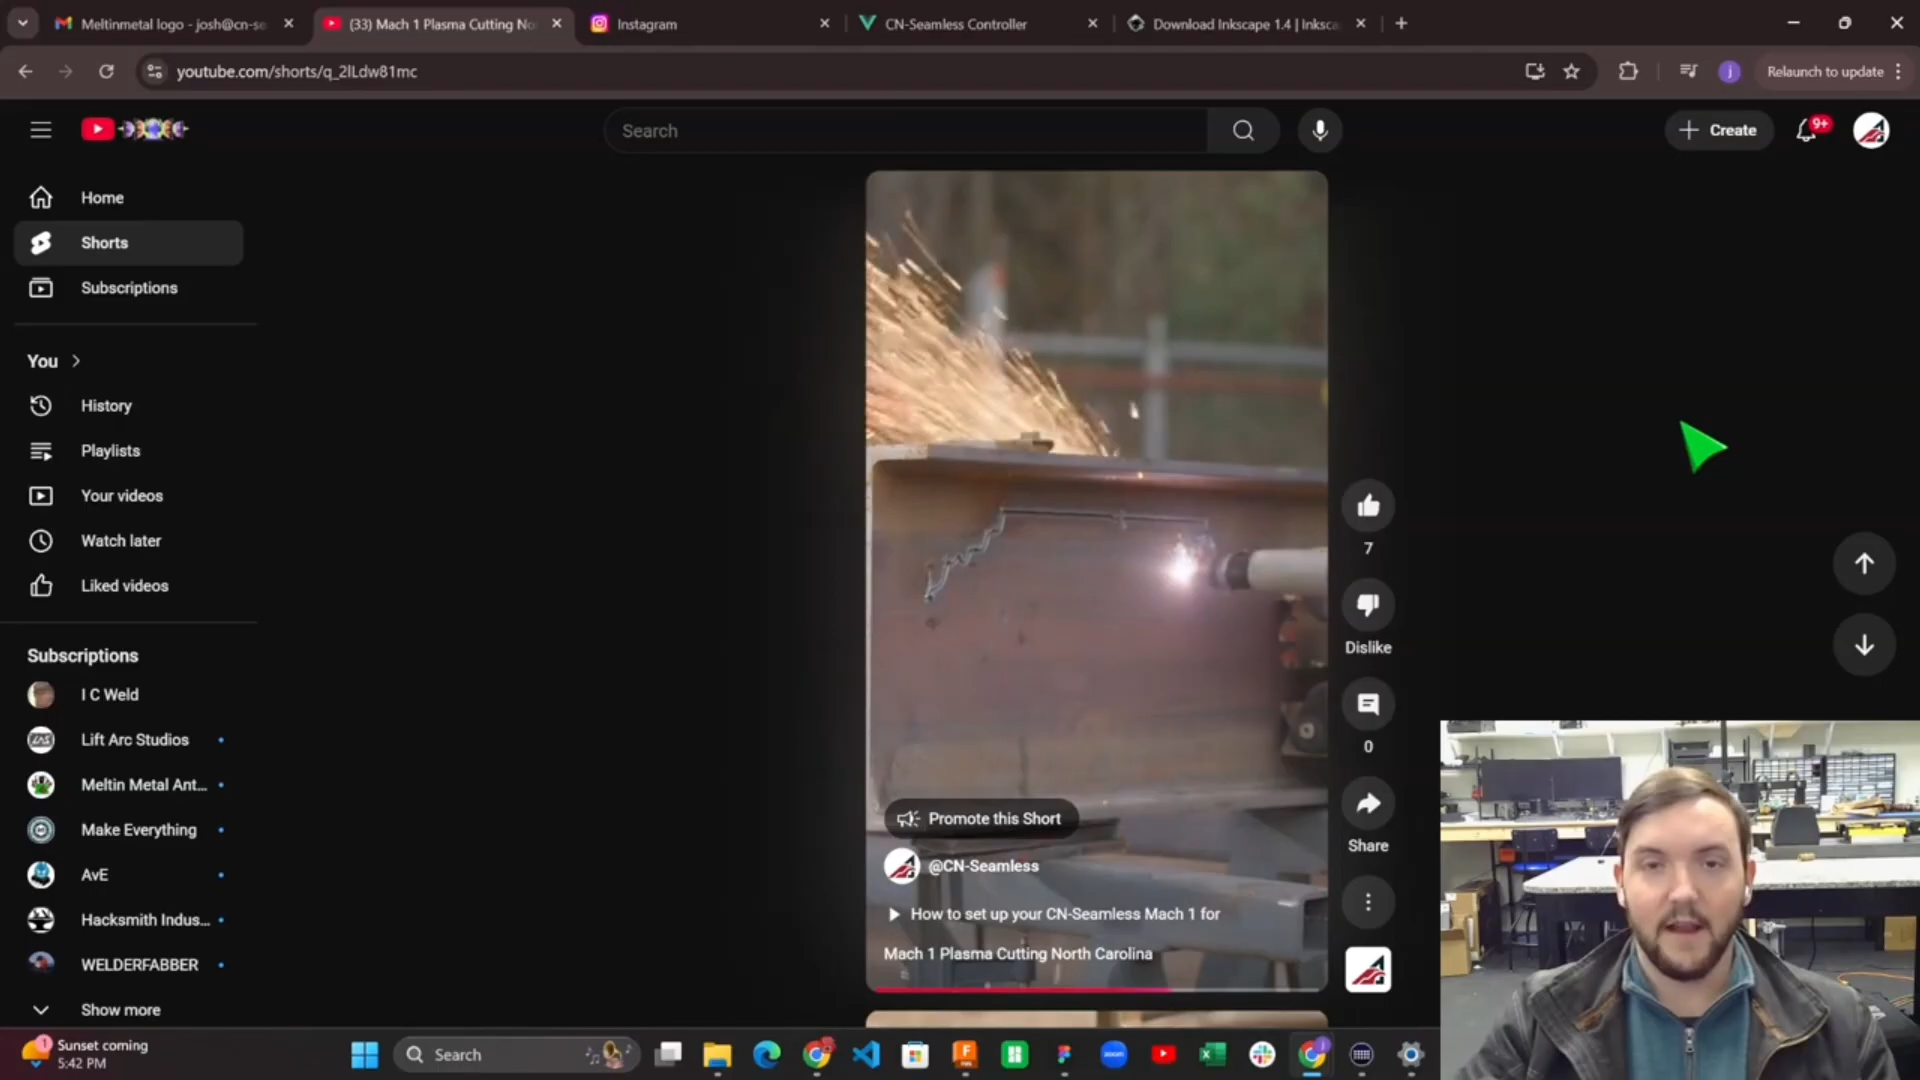 Meltinmetal logo - josh@cn-se
(33) Mach 1 Plasma Cutting No
Instagram
CN-Seamless Controller
Download Inkscape 1.4 | Inksca
youtube.com/shorts/q_2lLdw81mc
Relaunch to update
Search
Create
9+
Home
Shorts
Subscriptions
You
History
Playlists
Your videos
Watch later
Liked videos
Subscriptions
I C Weld
Lift Arc Studios
Meltin Metal Ant...
Make Everything
AvE
Hacksmith Indus...
WELDERFABBER
Show more
7
Dislike
0
Share
Promote this Short
@CN-Seamless
How to set up your CN-Seamless Mach 1 for
Mach 1 Plasma Cutting North Carolina
1
Sunset coming
5:42 PM
Search
zoom